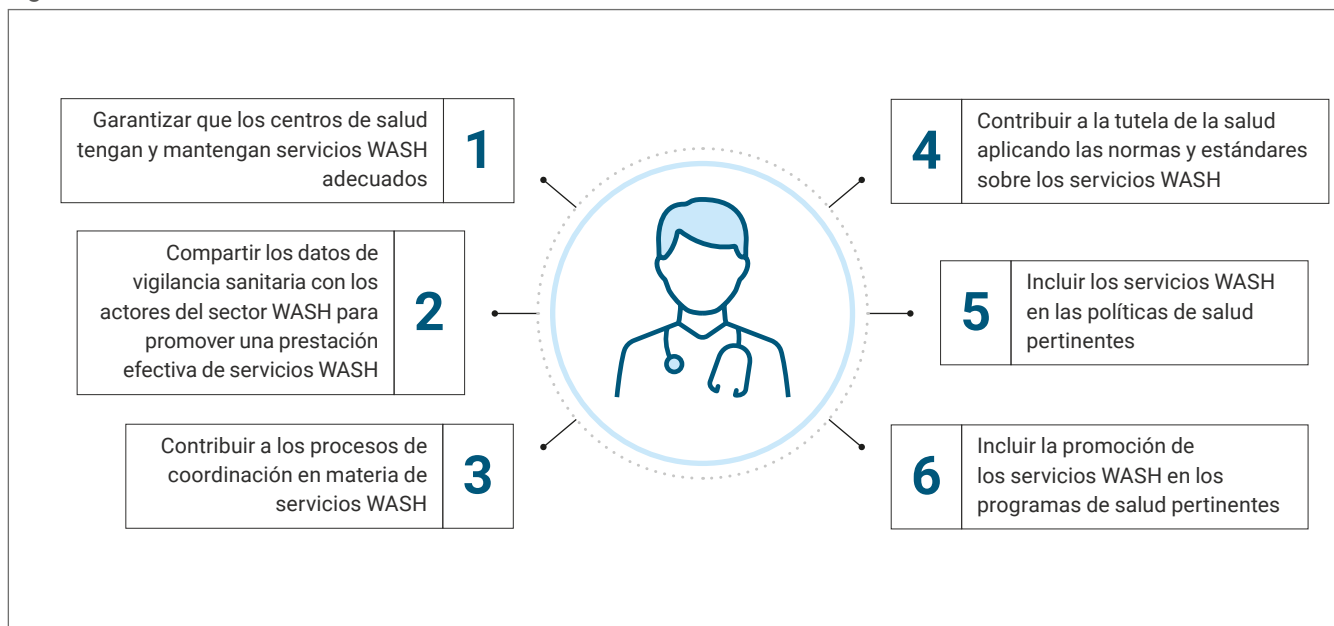 Garantizar que los centros de salud
tengan y mantengan servicios WASH
adecuados
1
Compartir los datos de
vigilancia sanitaria con los
actores del sector WASH para
promover una prestación
efectiva de servicios WASH
2
Contribuir a los procesos de
coordinación en materia de
servicios WASH
3
4
Contribuir a la tutela de la salud
aplicando las normas y estándares
sobre los servicios WASH
5
Incluir los servicios WASH
en las políticas de salud
pertinentes
6
Incluir la promoción de
los servicios WASH en los
programas de salud pertinentes